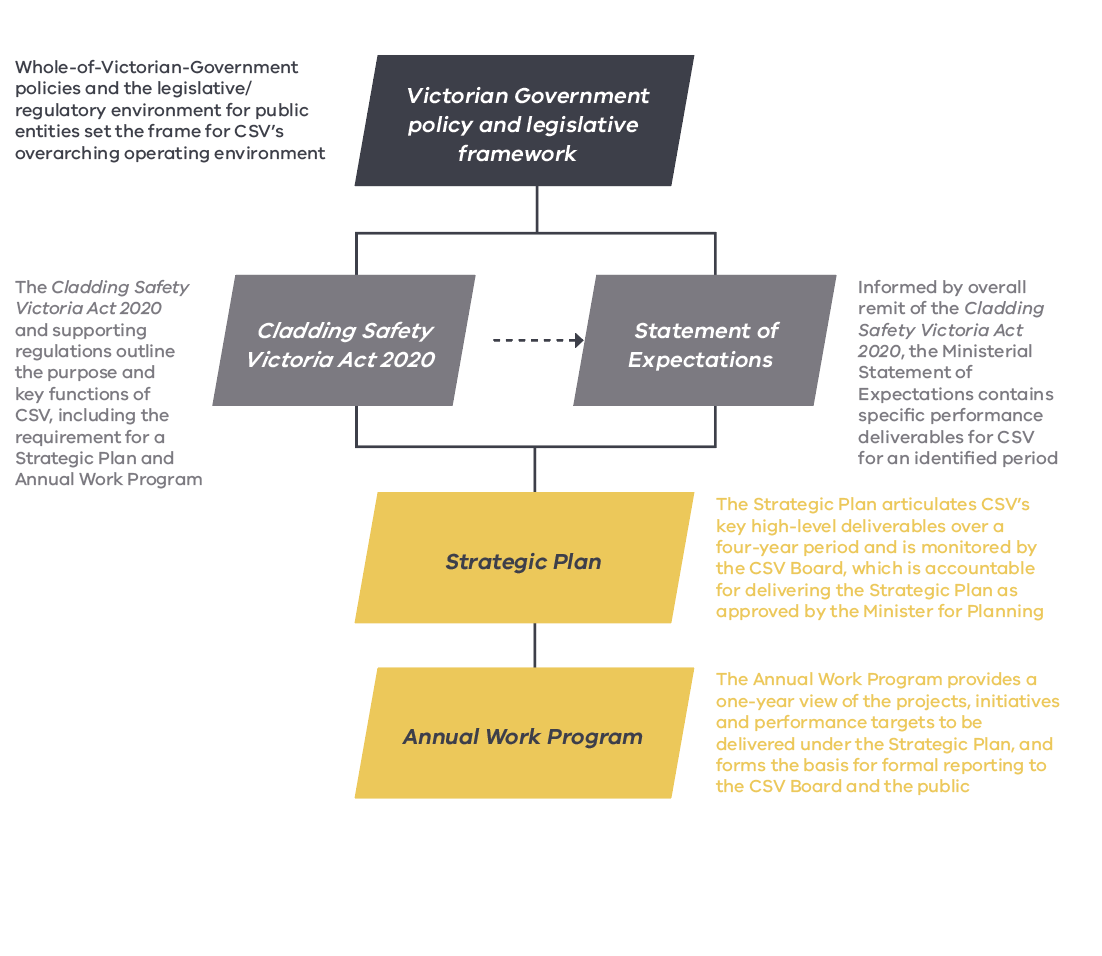 Whole-of-Victorian-Government
policies and the legislative/
regulatory environment for public
entities set the frame for CSV’s
overarching operating environment
Victorian Government
policy and legislative
framework
The Cladding Safety
Victoria Act 2020
and supporting
regulations outline
the purpose and
key functions of
CSV, including the
requirement for a
Strategic Plan and
Annual Work Program
Cladding Safety
Victoria Act 2020
Statement of
Expectations
Informed by overall
remit of the Cladding
Safety Victoria Act
2020, the Ministerial
Statement of
Expectations contains
specific performance
deliverables for CSV
for an identified period
Strategic Plan
The Strategic Plan articulates CSV’s
key high-level deliverables over a
four-year period and is monitored by
the CSV Board, which is accountable
for delivering the Strategic Plan as
approved by the Minister for Planning
Annual Work Program
The Annual Work Program provides a
one-year view of the projects, initiatives
and performance targets to be
delivered under the Strategic Plan, and
forms the basis for formal reporting to
the CSV Board and the public